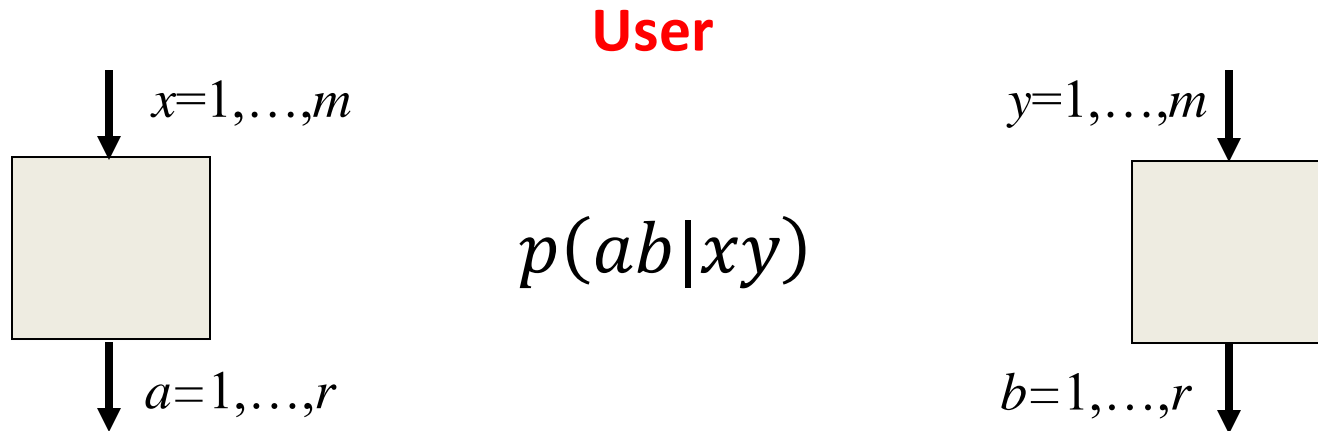 User
x=1,…,m
y=1,…,m
p(ab|xy)
a=1,…,r
b=1,…,r